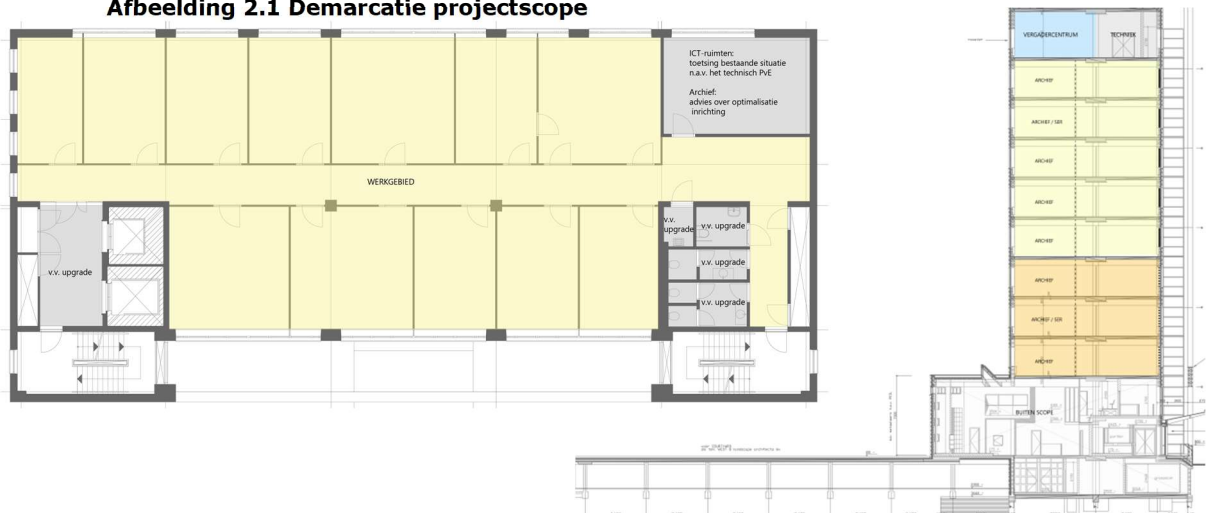 Afbeelding 2.1 Demarcatie projectscope
ICT-ruimten:
toetsing bestaande situatie
n.a.v. het technisch PvE
Archief:
advies over optimalisatie
inrichting
WERKGEBIED
v.v. upgrade
v.v.
upgrade
v.v. upgrade
v.v. upgrade
v.v. upgrade
VERGADERCENTRUM
TECHNIEK
ARCHIEF
ARCHIEF / SER
ARCHIEF
ARCHIEF
ARCHIEF
ARCHIEF
ARCHIEF / SER
ARCHIEF
BUITEN SCOPE